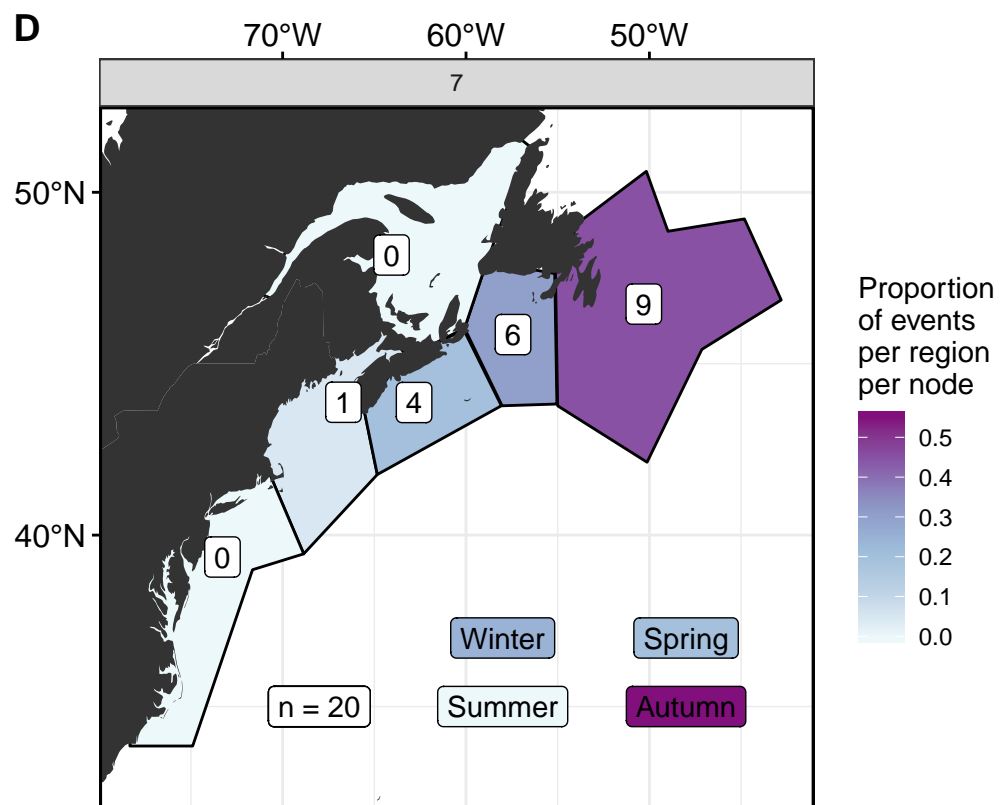 D
70°W 60°W 50°W
7
50°N
40°N
0
9
6
1
4
0
Winter Spring
n = 20 Summer Autumn
Proportion
of events
per region
per node
0.5
0.4
0.3
0.2
0.1
0.0